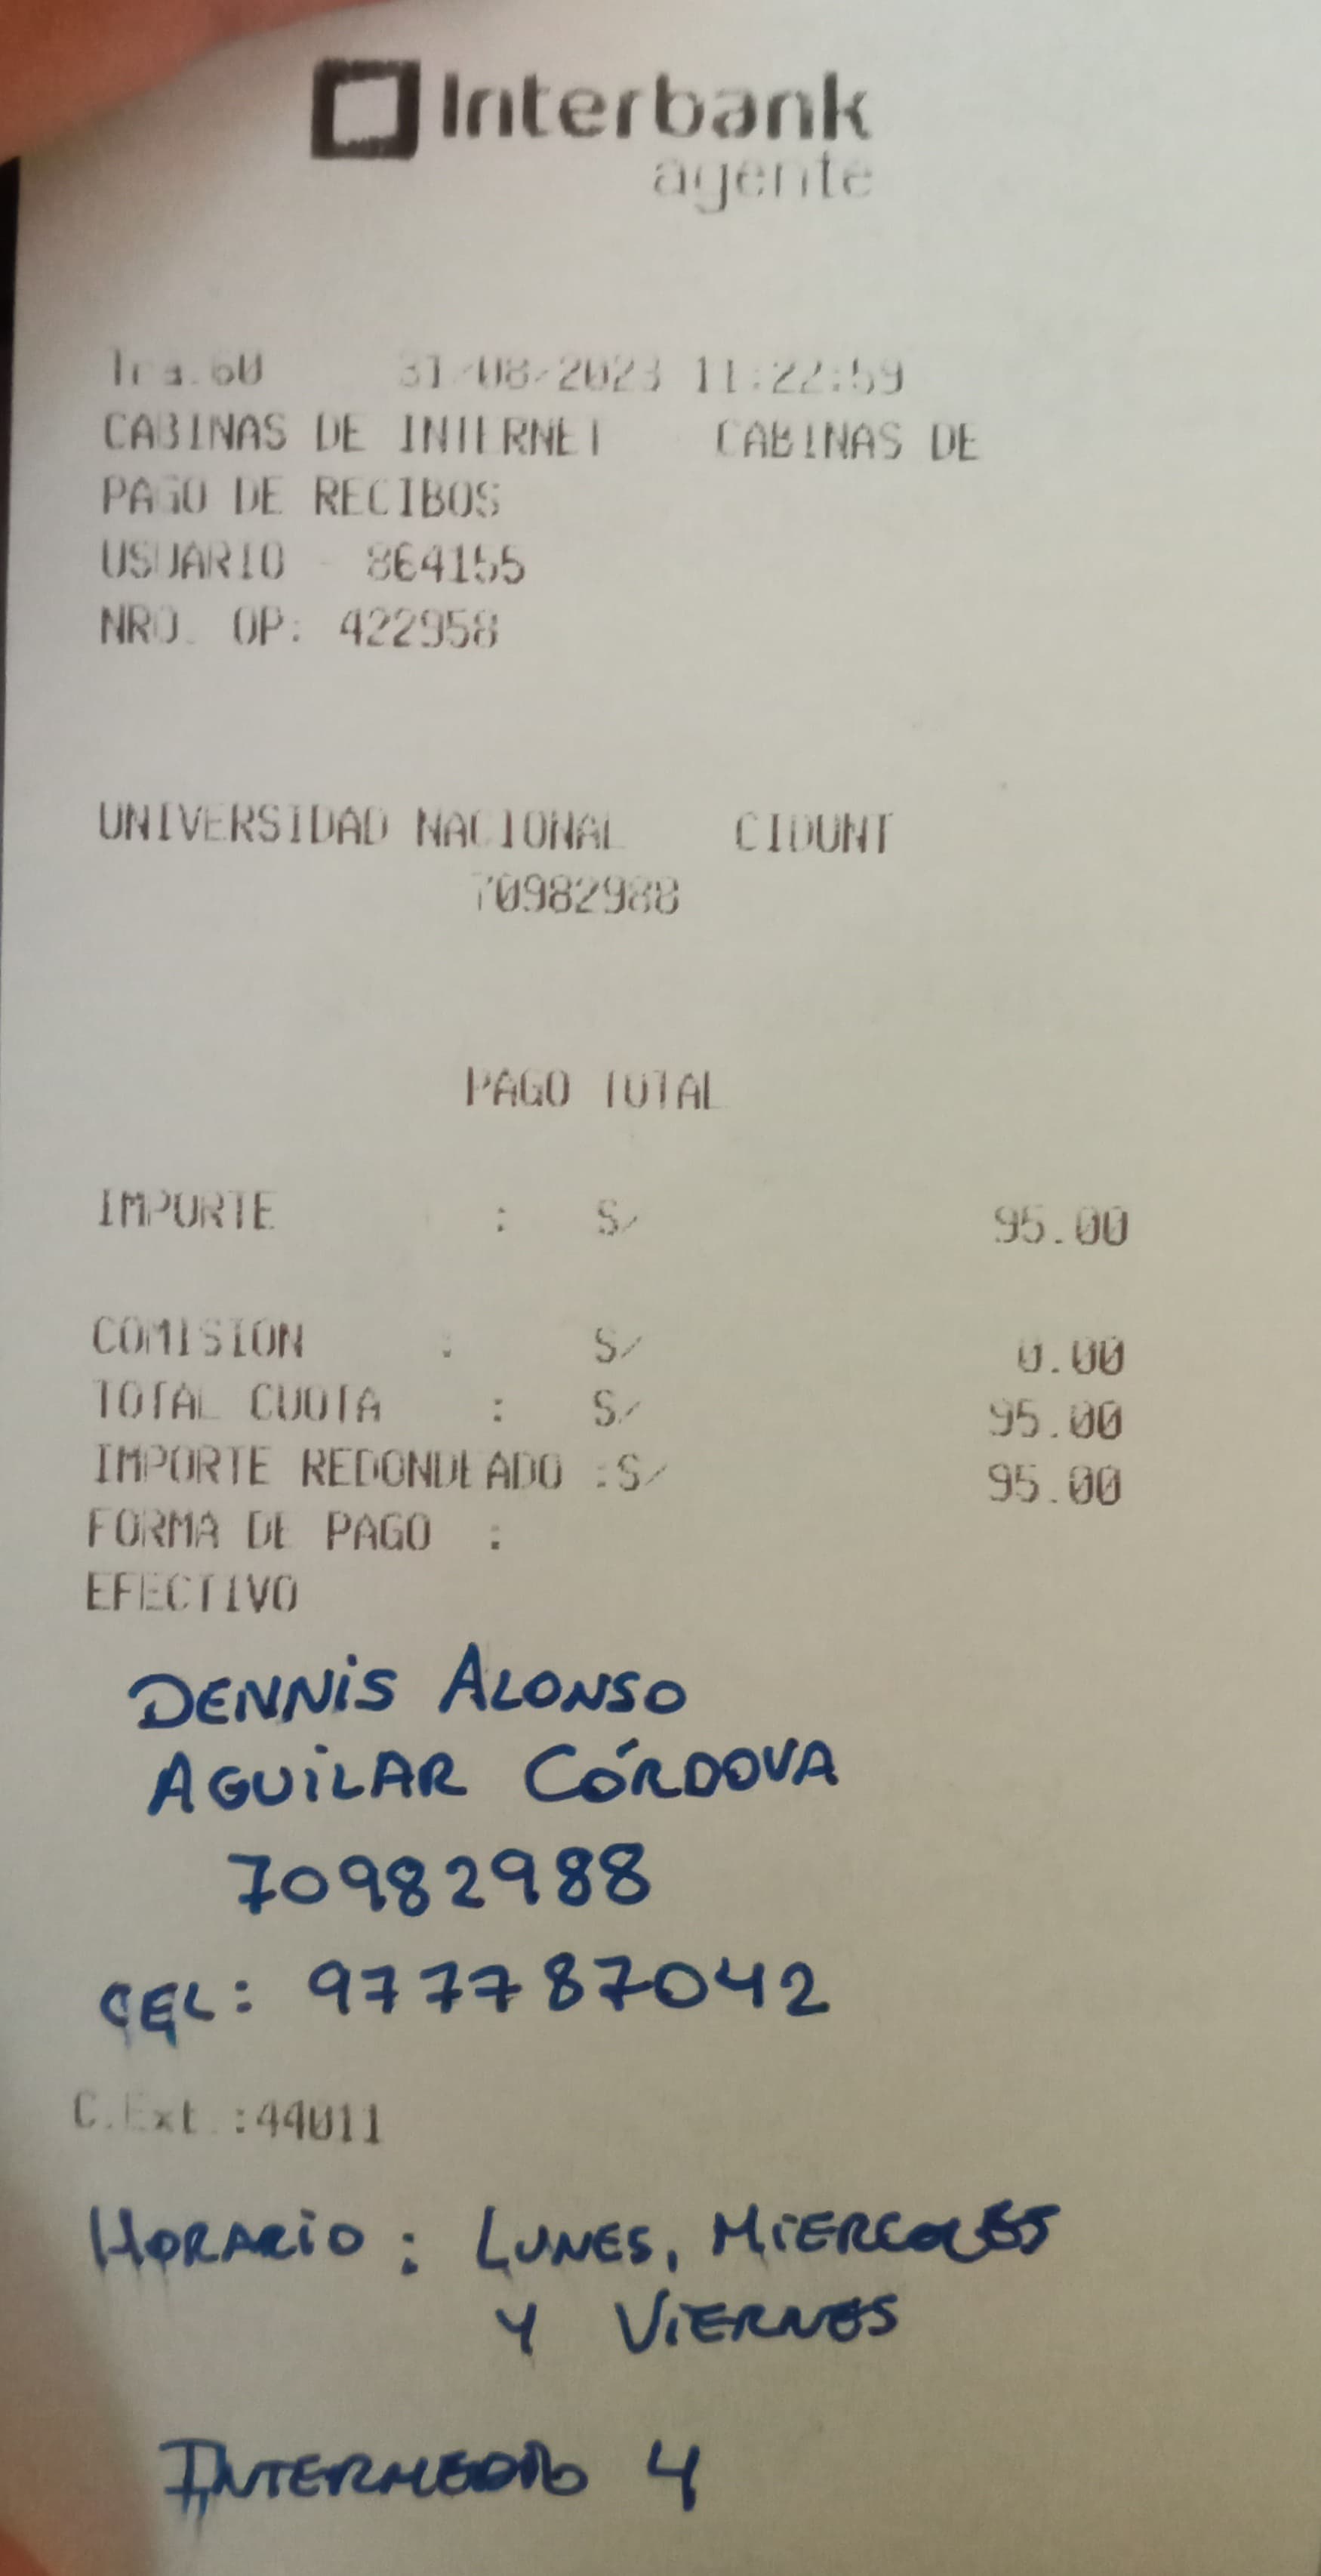 Interbank
agente
Tra.60 31/08/2023 11:22:59
CABINAS DE INTERNET CABINAS DE
PAGO DE RECIBOS
USUARIO - 864155
NRO. OP: 422958
UNIVERSIDAD NACIONAL CIDUNT
70982988
PAGO TOTAL
IMPORTE : S/ 95.00
COMISION : S/ 0.00
TOTAL CUOTA : S/ 95.00
IMPORTE REDONDEADO :S/ 95.00
FORMA DE PAGO :
EFECTIVO
DENNIS ALONSO
AGUILAR CÓRDOVA
70982988
CEL: 977787042
C.Ext.:44011
HORARIO: LUNES, MIERCOLES
Y VIERNES
INTERMEDIO 4